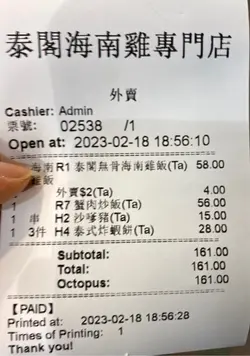 泰閣海南雞專門店
外賣
Cashier: Admin
票號: 02538 /1
Open at: 2023-02-18 18:56:10
海南 R1 泰閣無骨海南雞飯(Ta) 58.00
雞飯
外賣$2(Ta) 4.00
1 R7 蟹肉炒飯(Ta) 56.00
1 串 H2 沙嗲豬(Ta) 15.00
1 3件 H4 泰式炸蝦餅(Ta) 28.00
Subtotal: 161.00
Total: 161.00
Octopus: 161.00
【PAID】
Printed at: 2023-02-18 18:56:28
Times of Printing: 1
Thank you!